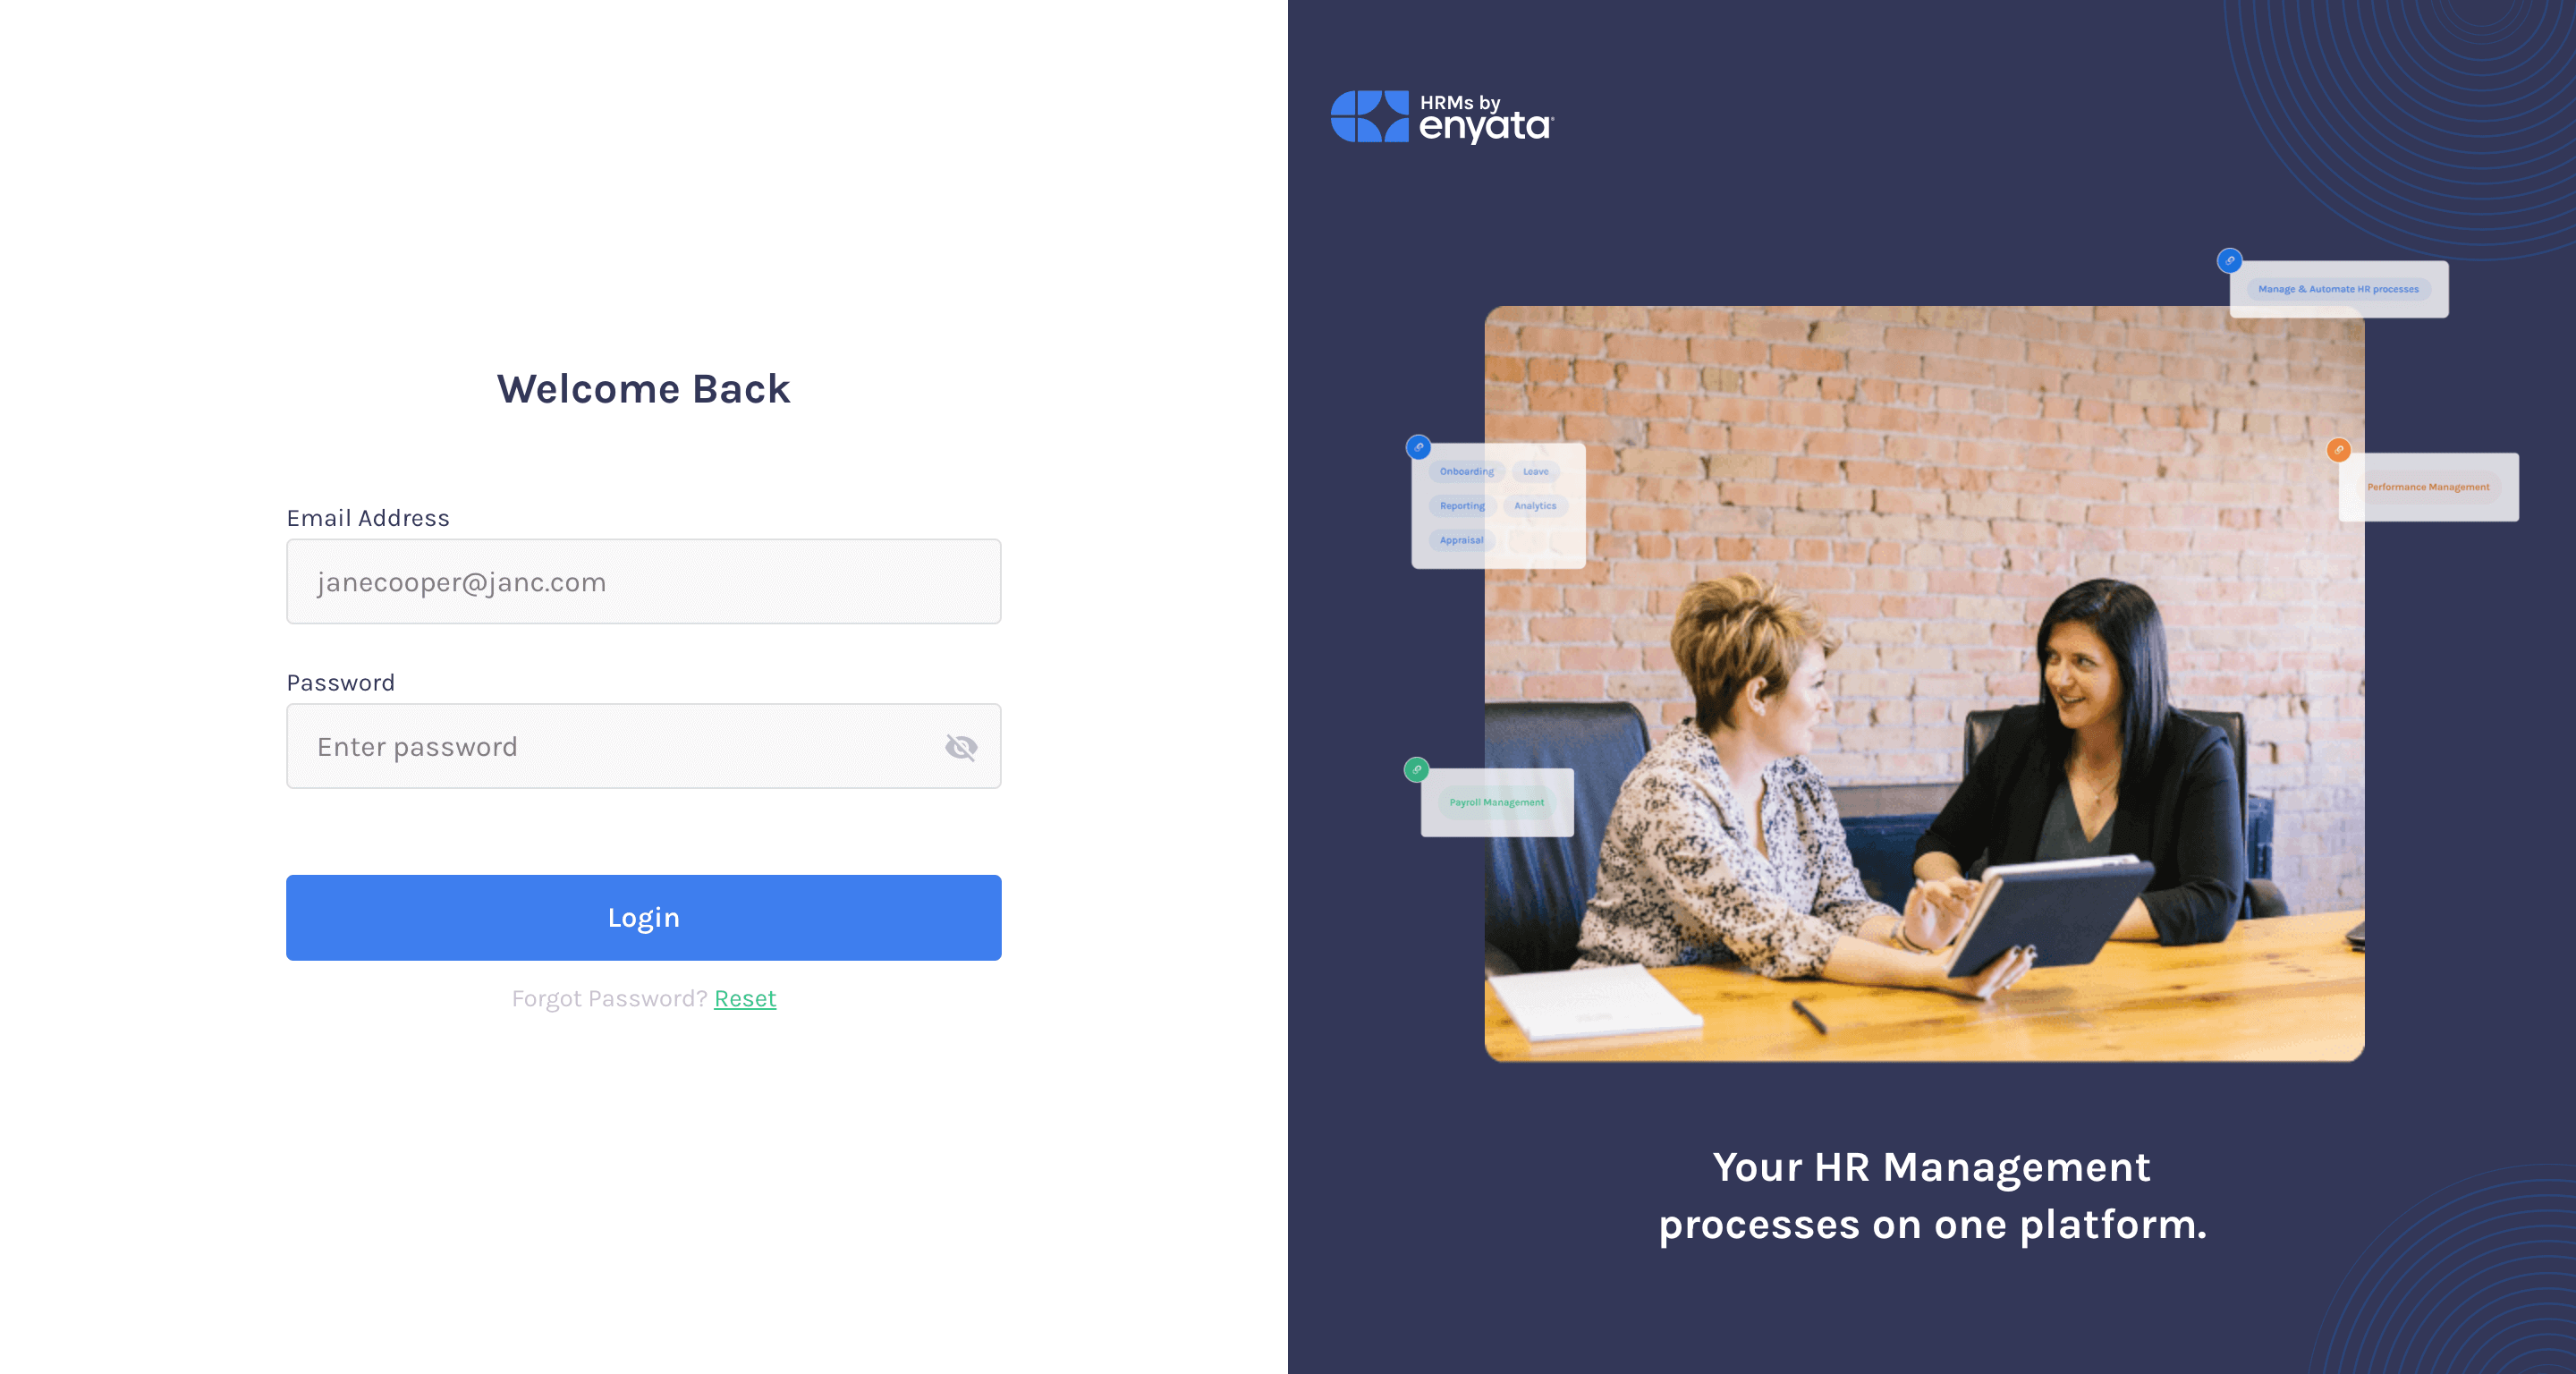 Welcome Back
Email Address
janecooper@janc.com
Password
Enter password
Login
Forgot Password? Reset
HRMs by
enyata
Manage & Automate HR processes
Onboarding Leave
Reporting Analytics
Appraisal
Performance Management
Payroll Management
Your HR Management
processes on one platform.